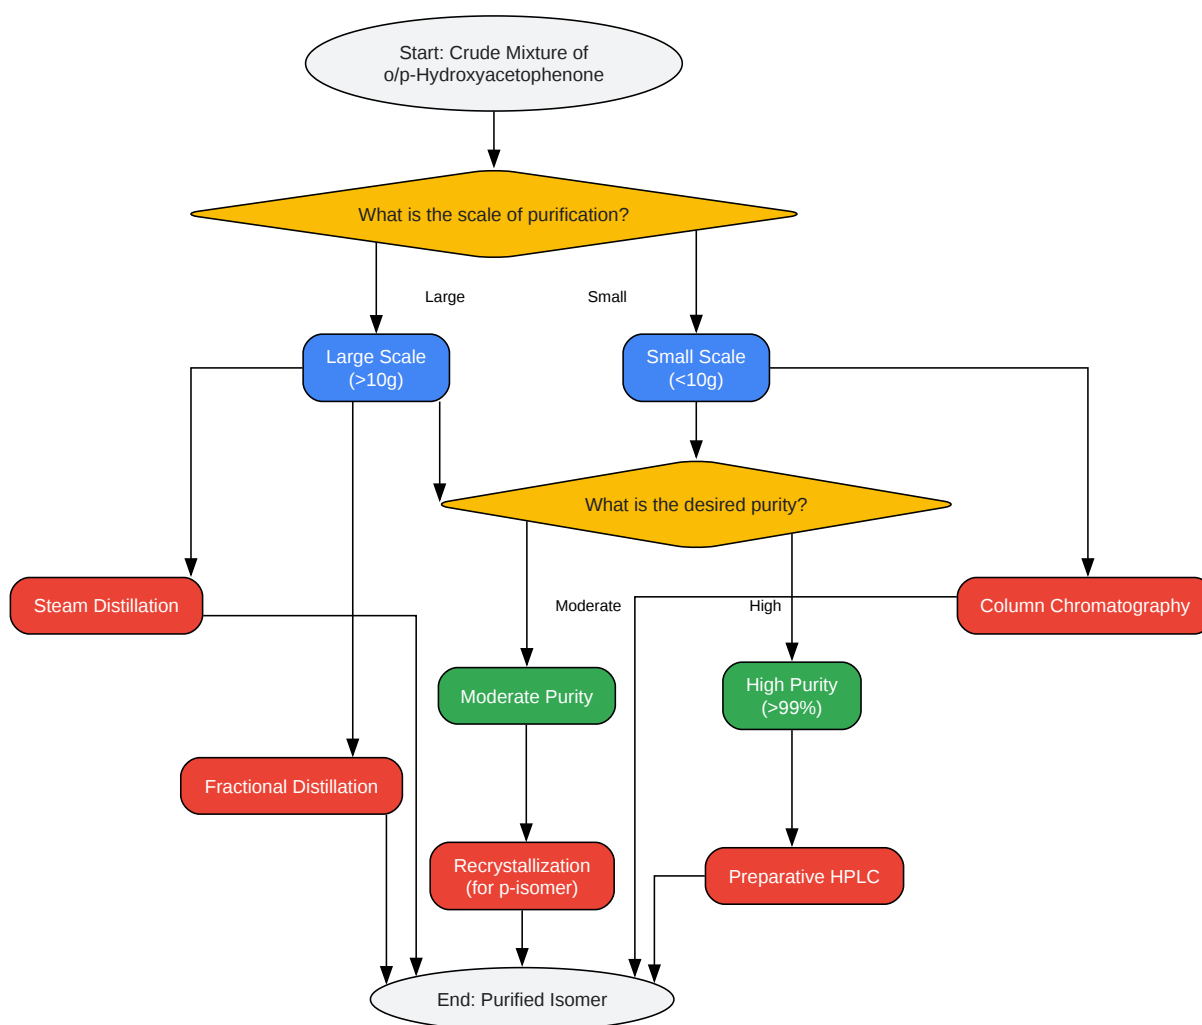 Start: Crude Mixture of
o/p-Hydroxyacetophenone
What is the scale of purification?
Large
Small
Large Scale
(>10g)
Small Scale
(<10g)
What is the desired purity?
Steam Distillation
Moderate
High
Column Chromatography
Moderate Purity
High Purity
(>99%)
Fractional Distillation
Recrystallization
(for p-isomer)
Preparative HPLC
End: Purified Isomer